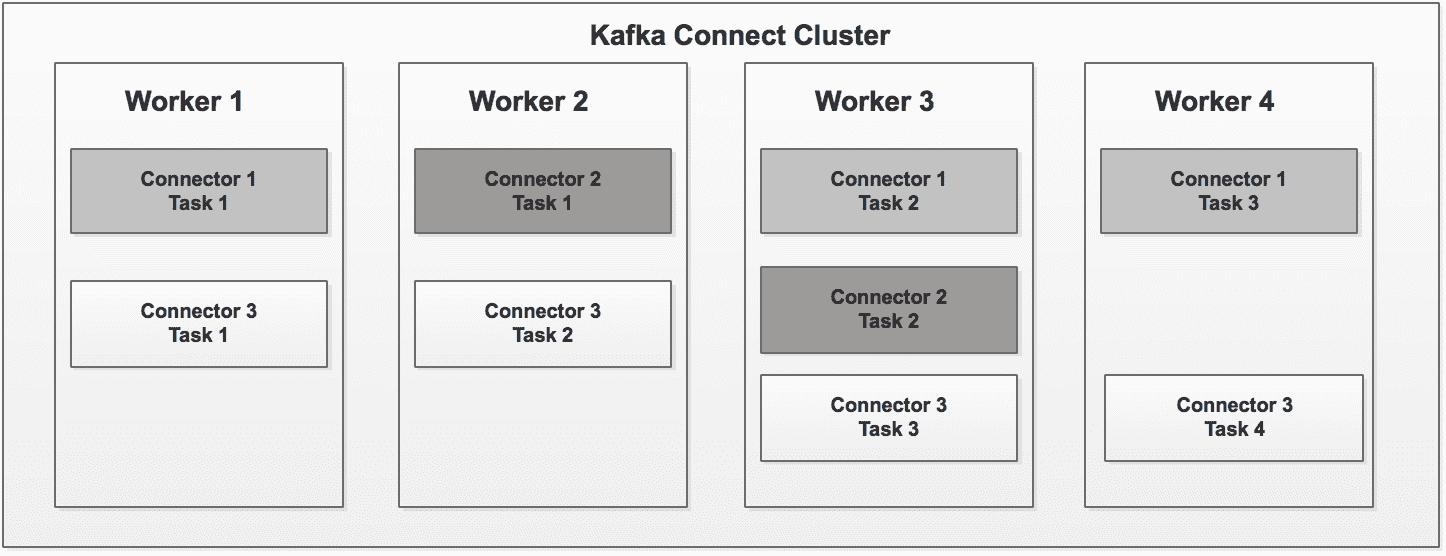 Kafka Connect Cluster
Worker 1
Connector 1
Task 1
Connector 3
Task 1
Worker 2
Connector 2
Task 1
Connector 3
Task 2
Worker 3
Connector 1
Task 2
Connector 2
Task 2
Connector 3
Task 3
Worker 4
Connector 1
Task 3
Connector 3
Task 4